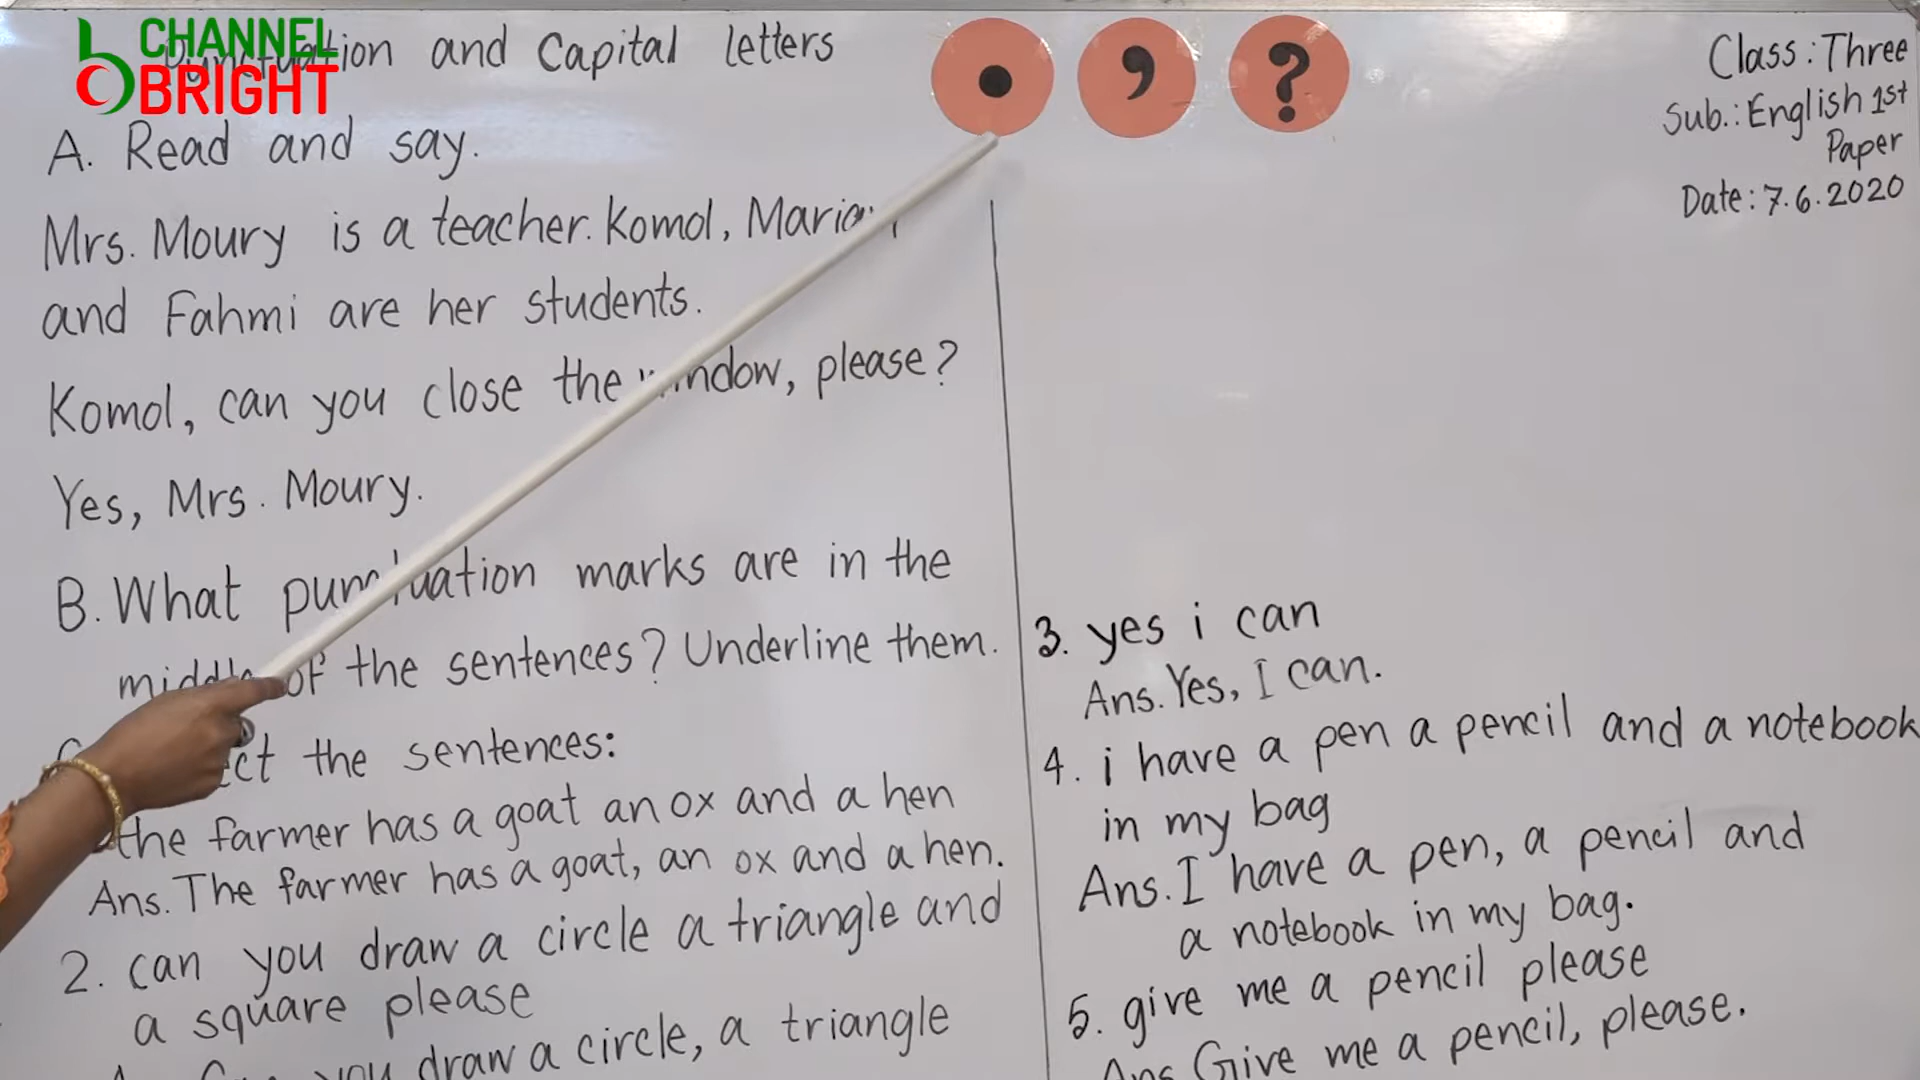 CHANNEL
BRIGHT
and Capital letters
. , ?
Class : Three
Sub.: English 1st
Paper
Date : 7.6.2020
A. Read and say.
Mrs. Moury is a teacher. Komol,
and Fahmi are her students.
Komol, can you close the please?
Yes, Mrs. Moury.
B. What marks are in the
of the sentences? Underline them.
the sentences:
the farmer has a goat an ox and a hen
Ans. The farmer has a goat, an ox and a hen.
2. can you draw a circle a triangle and
a square please
you draw a circle, a triangle
3. yes i can
Ans. Yes, I can.
4. i have a pen a pencil and a notebook
in my bag
Ans. I have a pen, a pencil and
a notebook in my bag.
5. give me a pencil please
Ans Give me a pencil, please.